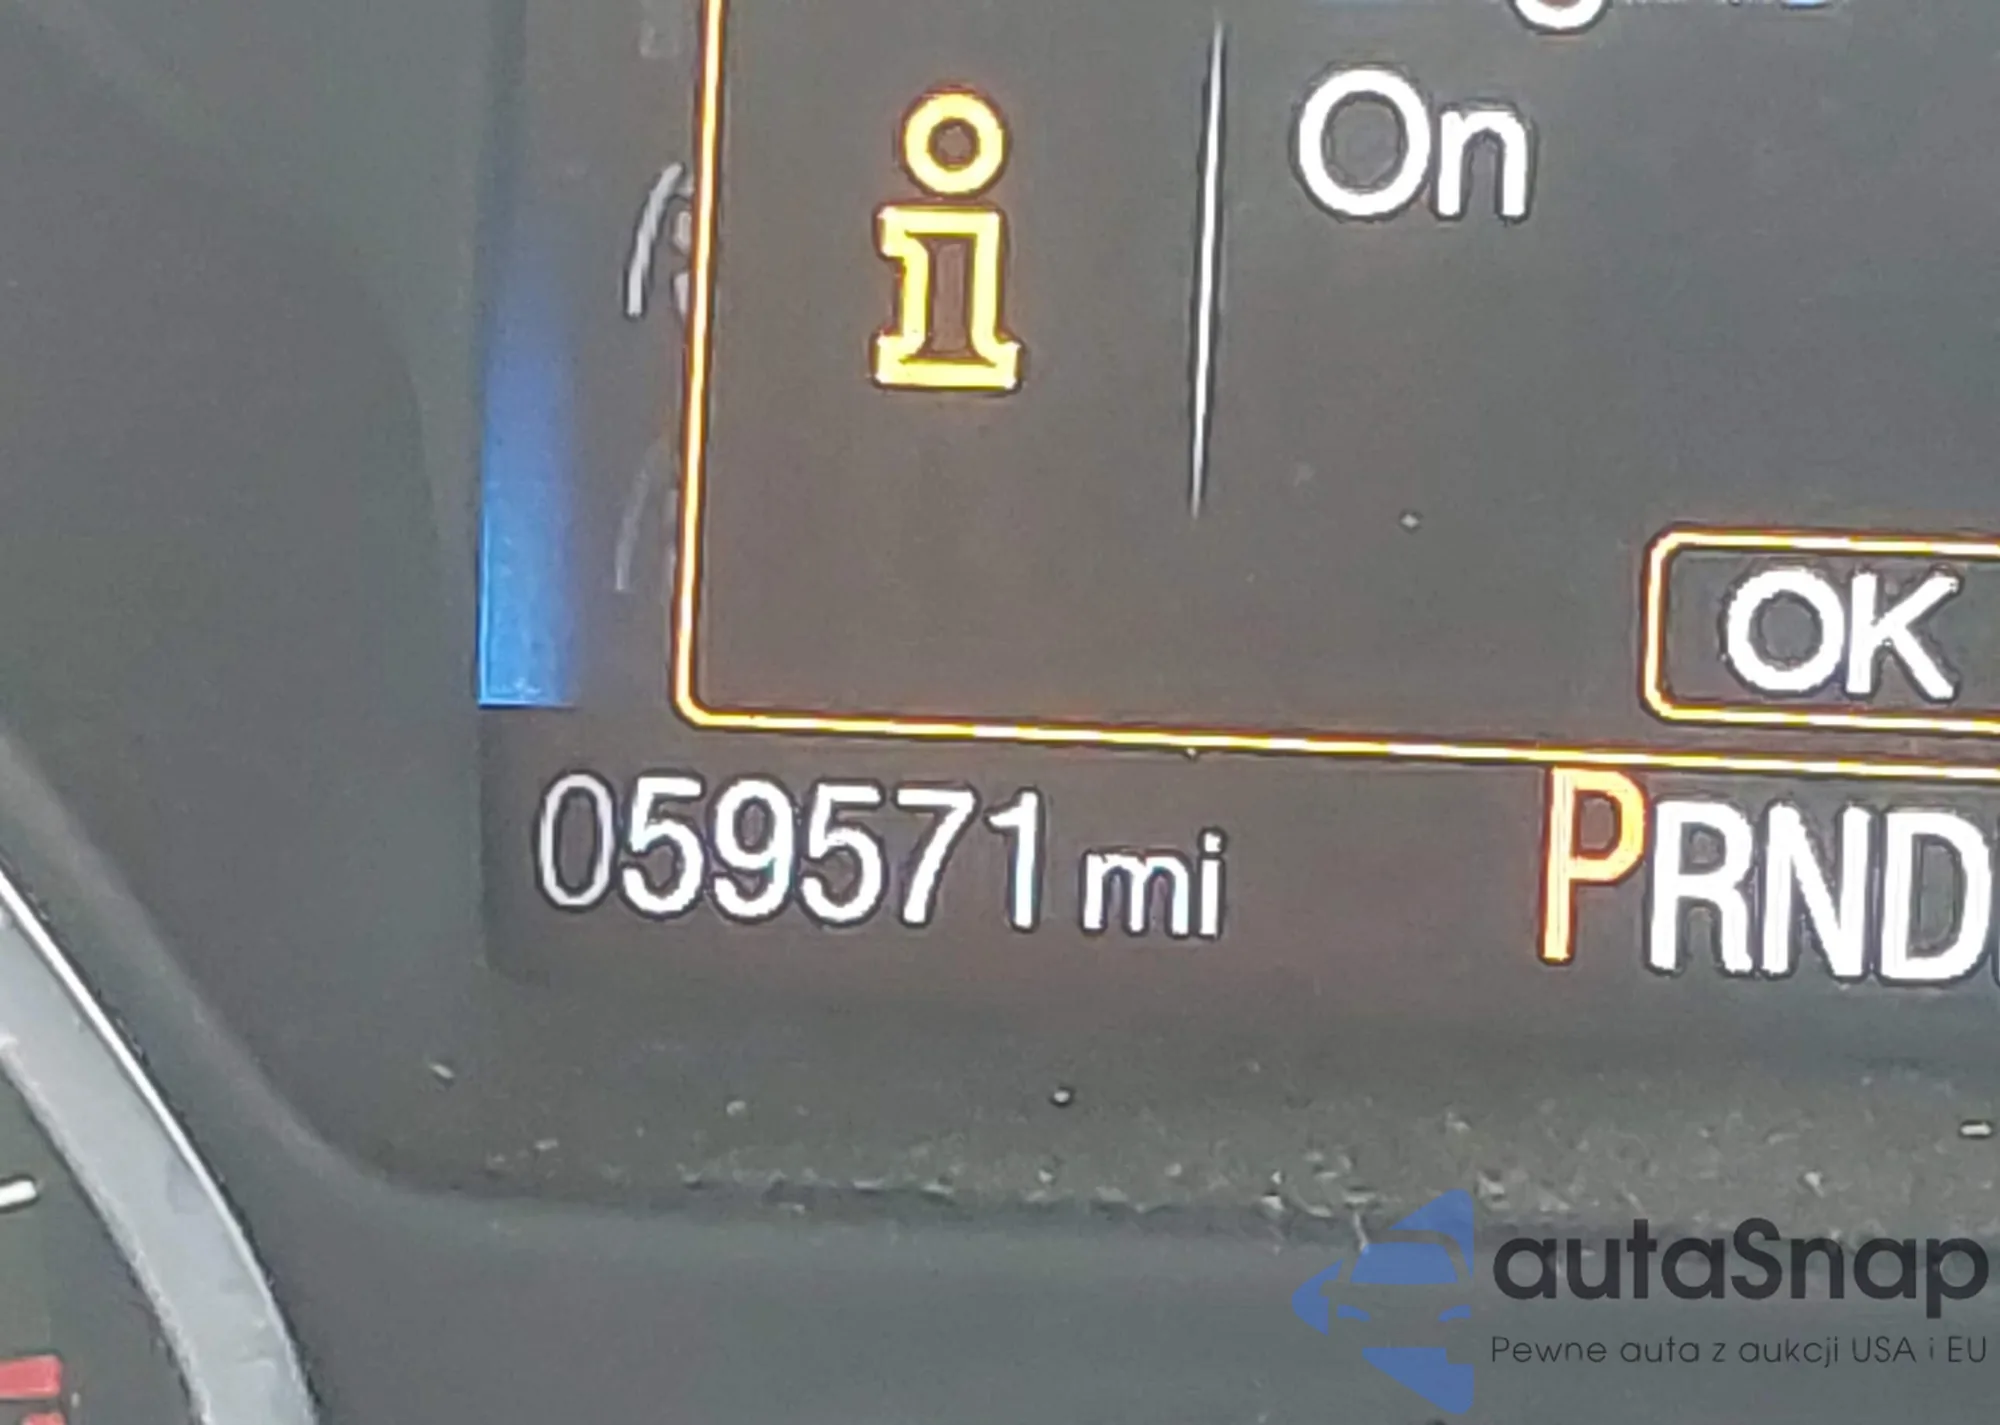 On
OK
059571 mi
PRND
autaSnap
Pewne auta z aukcji USA i EU